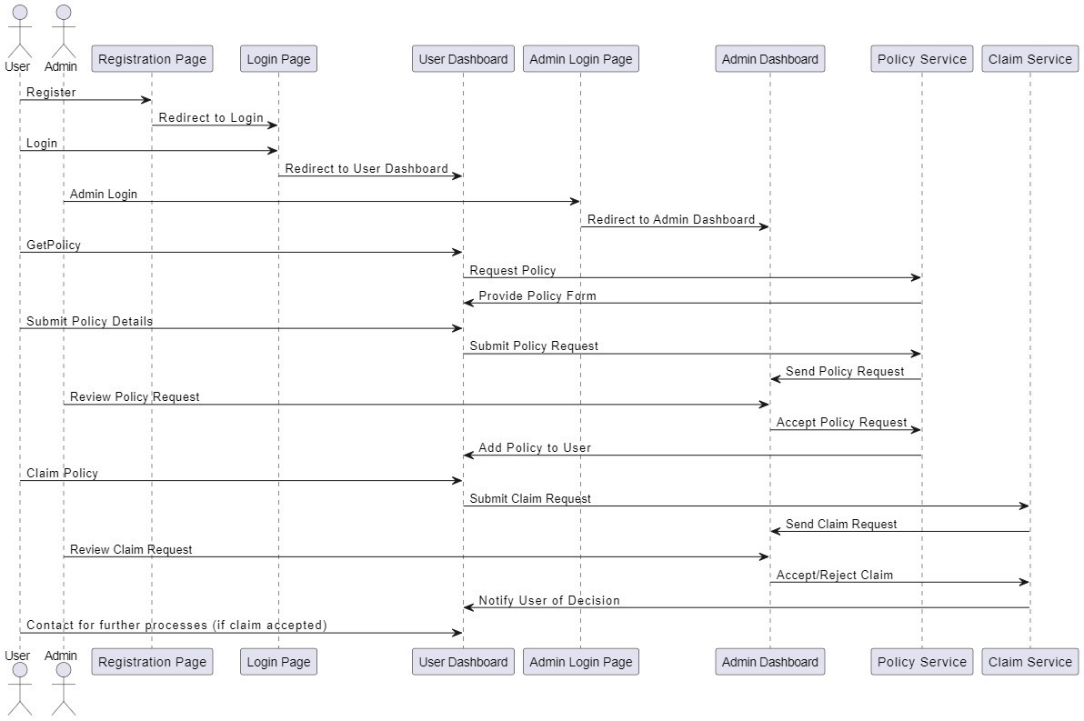 User
Admin
Registration Page
Login Page
User Dashboard
Admin Login Page
Admin Dashboard
Policy Service
Claim Service
Register
Redirect to Login
Login
Redirect to User Dashboard
Admin Login
Redirect to Admin Dashboard
GetPolicy
Request Policy
Provide Policy Form
Submit Policy Details
Submit Policy Request
Send Policy Request
Review Policy Request
Accept Policy Request
Add Policy to User
Claim Policy
Submit Claim Request
Send Claim Request
Review Claim Request
Accept/Reject Claim
Notify User of Decision
Contact for further processes (if claim accepted)
User
Admin
Registration Page
Login Page
User Dashboard
Admin Login Page
Admin Dashboard
Policy Service
Claim Service